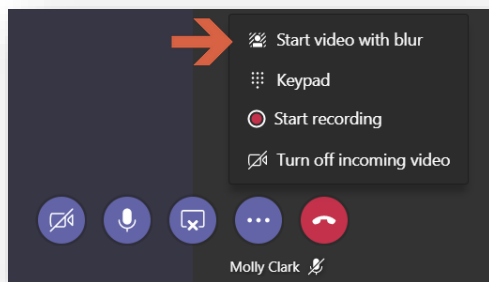 Start video with blur
Keypad
Start recording
Turn off incoming video
Molly Clark